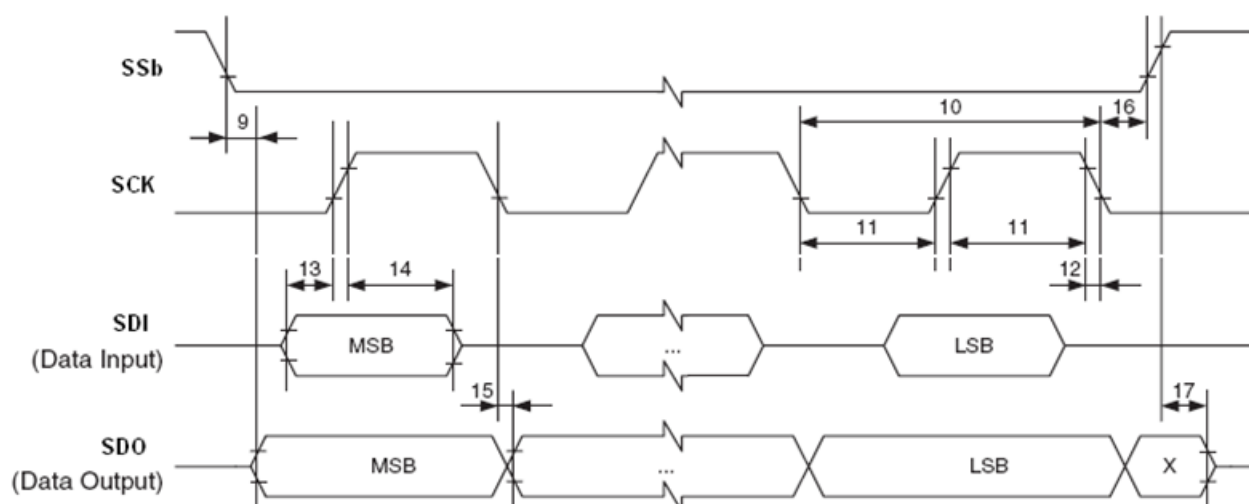 SSb
10
16
9
SCK
11
11
13
14
12
SDI
(Data Input)
MSB
...
LSB
15
17
SDO
(Data Output)
MSB
...
LSB
X